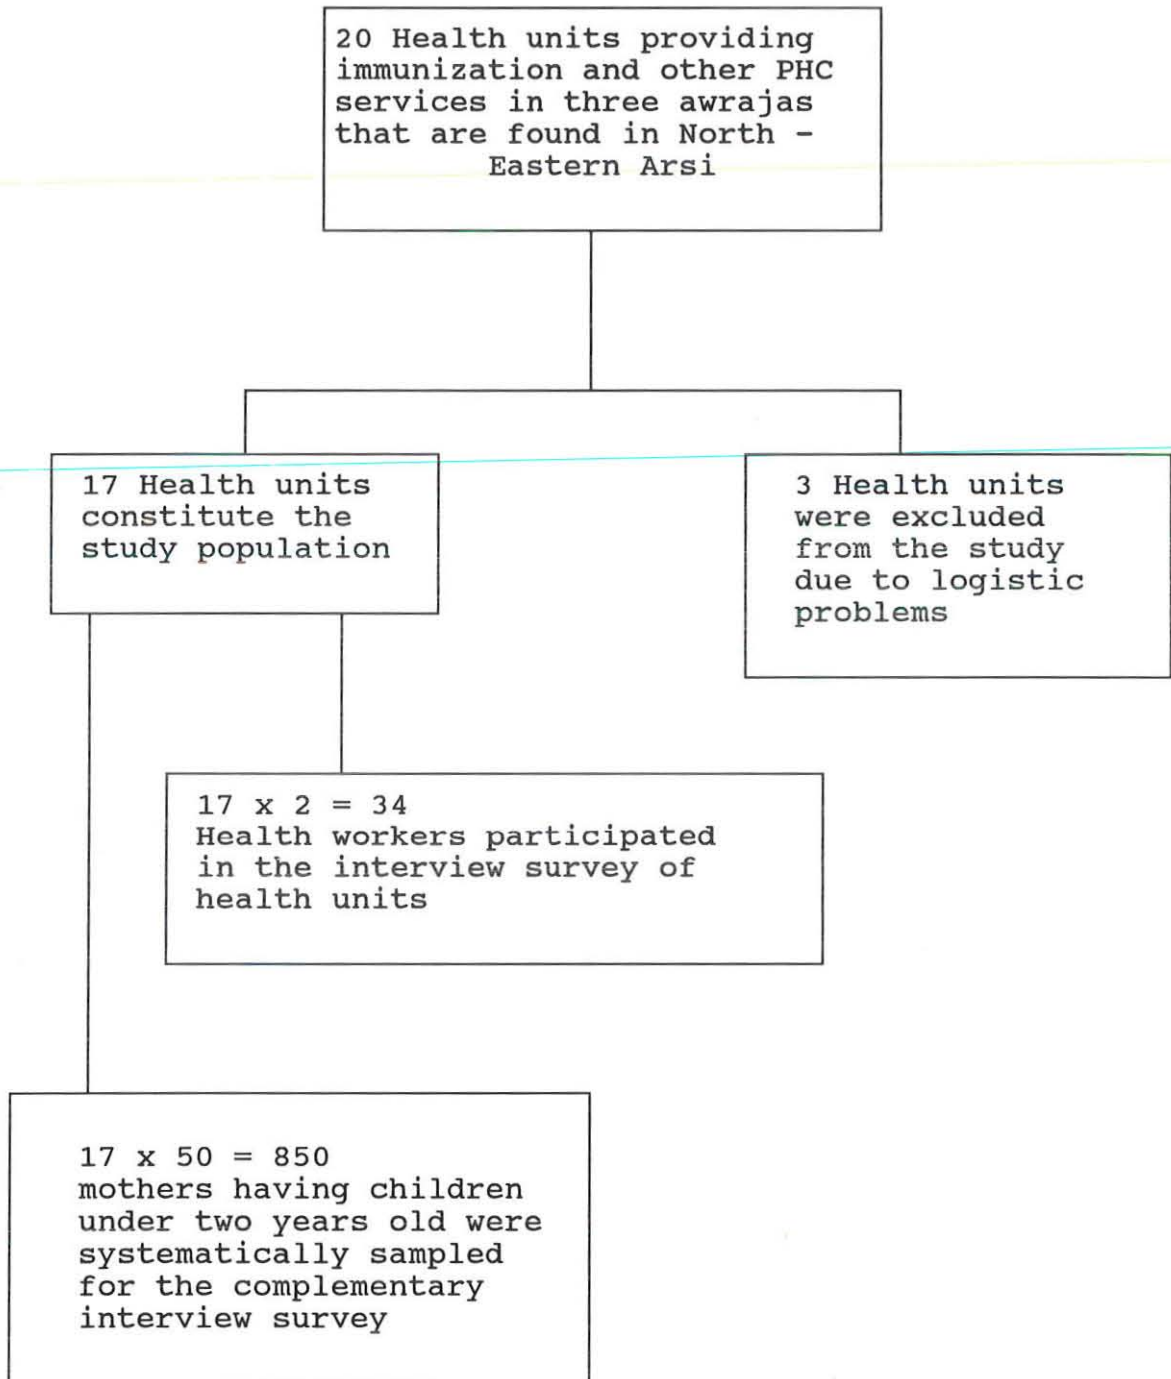 20 Health units providing
immunization and other PHC
services in three awrajas
that are found in North -
Eastern Arsi
17 Health units
constitute the
study population
3 Health units
were excluded
from the study
due to logistic
problems
17 x 2 = 34
Health workers participated
in the interview survey of
health units
17 x 50 = 850
mothers having children
under two years old were
systematically sampled
for the complementary
interview survey